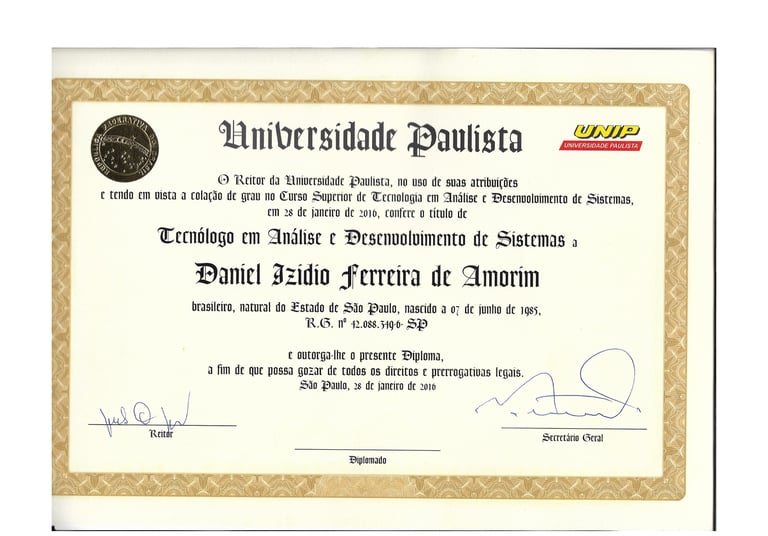 REPÚBLICA FEDERATIVA DO BRASIL
Universidade Paulista
UNIP
UNIVERSIDADE PAULISTA
O Reitor da Universidade Paulista, no uso de suas atribuições
e tendo em vista a colação de grau no Curso Superior de Tecnologia em Análise e Desenvolvimento de Sistemas,
em 28 de janeiro de 2016, confere o título de
Tecnólogo em Análise e Desenvolvimento de Sistemas a
Daniel Izidio Ferreira de Amorim
brasileiro, natural do Estado de São Paulo, nascido a 07 de junho de 1985,
R.G. nº 42.088.349-6- SP
e outorga-lhe o presente Diploma,
a fim de que possa gozar de todos os direitos e prerrogativas legais.
São Paulo, 28 de janeiro de 2016
Reitor
Secretário Geral
Diplomado